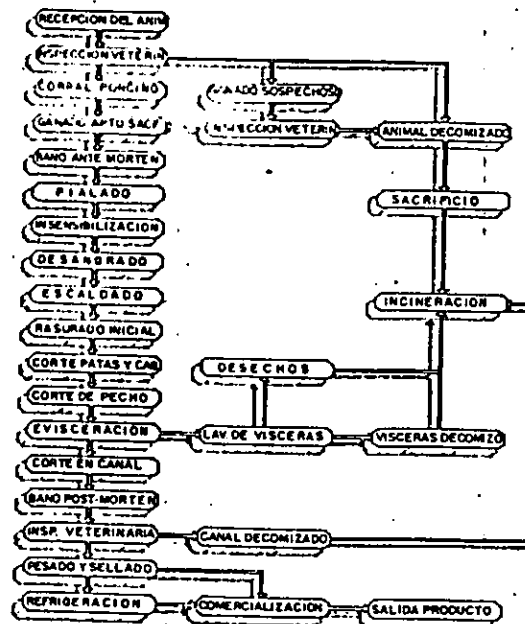 RECEPCION DEL ANIM
INSPECCION VETERIN
CORRAL PORCINO
GANADO SOSPECHOS
GANADO APTO SACF
INSPECCION VETERIN
ANIMAL DECOMIZADO
BANO ANTE MORTEN
PIALADO
SACRIFICIO
INSENSIBILIZACION
DESANGRADO
ESCALDADO
INCINERACION
RASURADO INICIAL
CORTE PATAS Y CAB
DESECHOS
CORTE DE PECHO
EVISCERACION
LAV. DE VISCERAS
VISCERAS DECOMIZO
CORTE EN CANAL
BANO POST-MORTEN
INSP. VETERINARIA
CANAL DECOMIZADO
PESADO Y SELLADO
REFRIGERACION
COMERCIALIZACION
SALIDA PRODUCTO